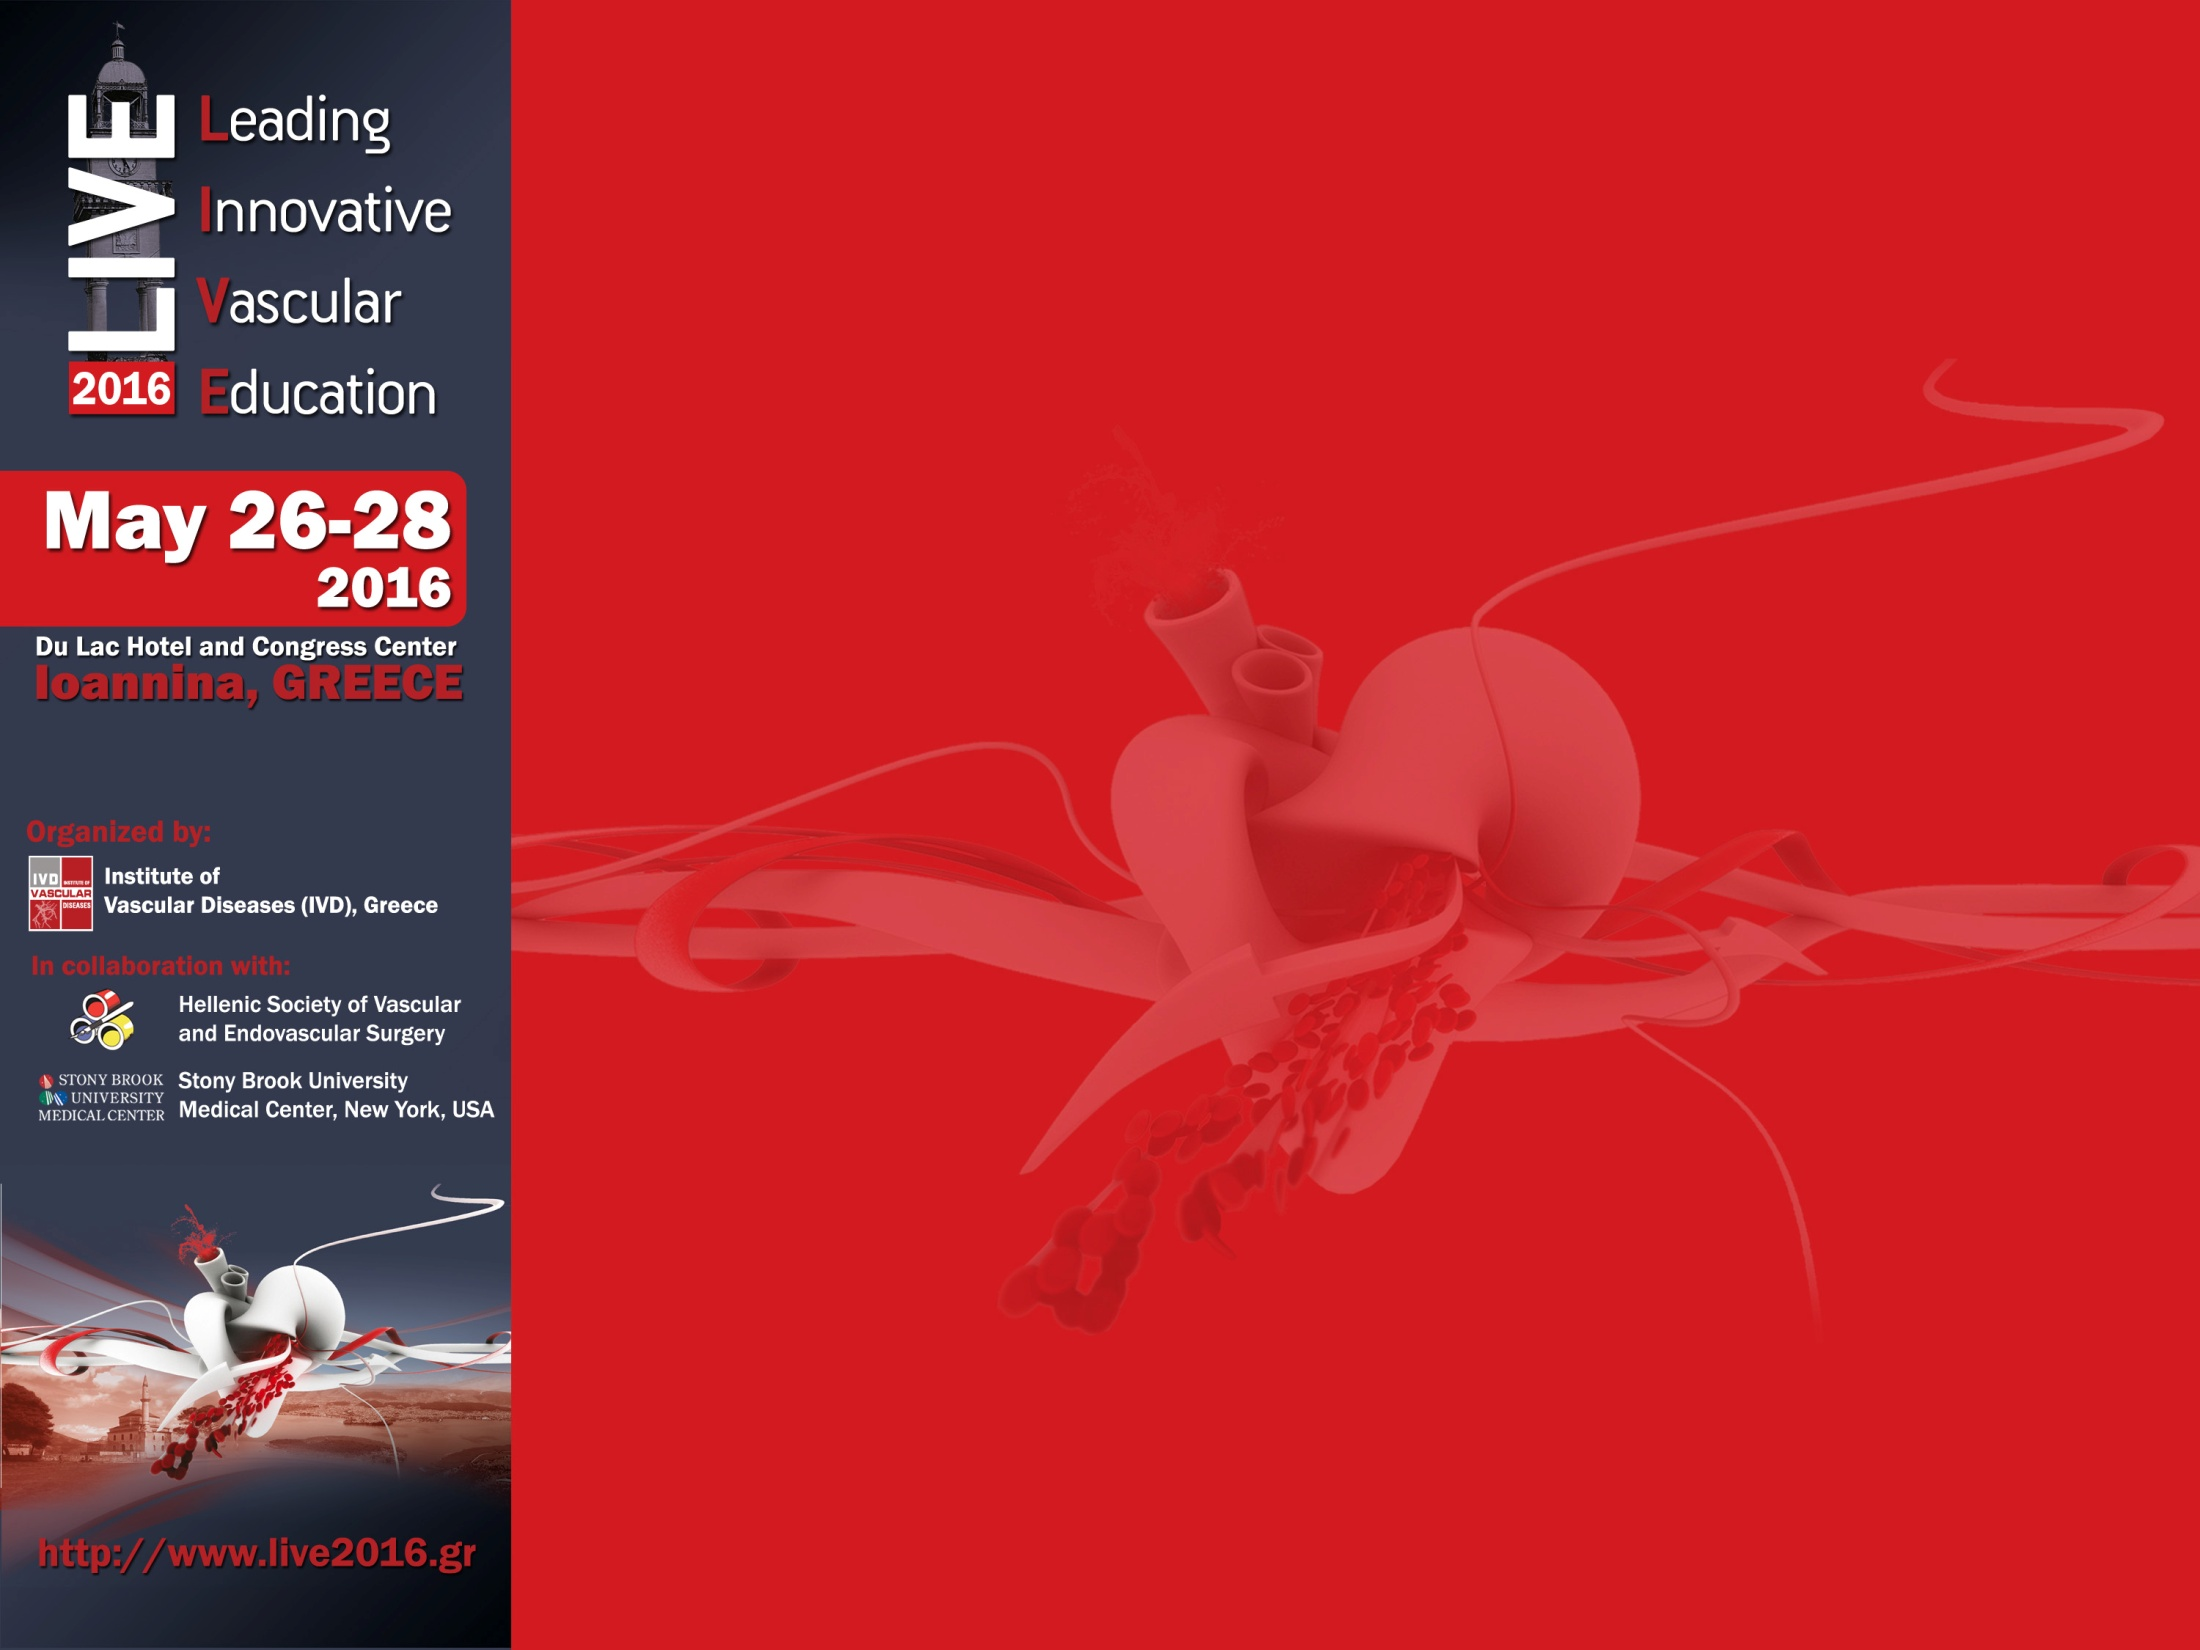 LIVE
2016
Leading
Innovative
Vascular
Education
May 26-28
2016
Du Lac Hotel and Congress Center
Ioannina, GREECE
Organized by:
IVD INSTITUTE OF
VASCULAR
DISEASES
Institute of
Vascular Diseases (IVD), Greece
In collaboration with:
Hellenic Society of Vascular
and Endovascular Surgery
STONY BROOK
UNIVERSITY
MEDICAL CENTER
Stony Brook University
Medical Center, New York, USA
http://www.live2016.gr